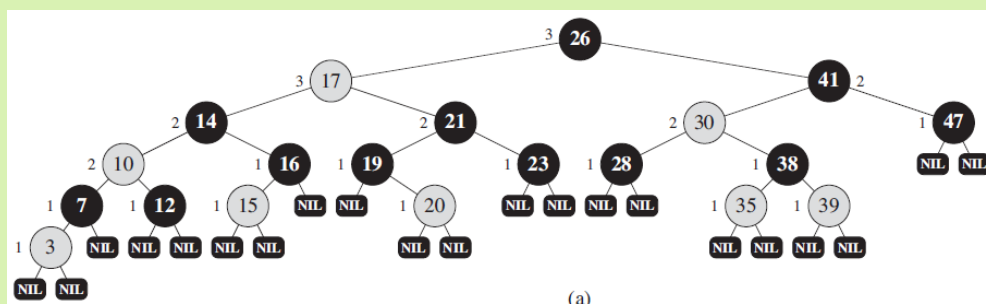 3 26
3 17 41 2
2 14 2 21 2 30 1 47
2 10 1 16 1 19 1 23 1 28 1 38 NIL NIL
1 7 1 12 1 15 NIL NIL 1 20 NIL NIL NIL NIL 1 35 1 39
1 3 NIL NIL NIL NIL NIL NIL NIL NIL NIL NIL NIL
NIL NIL
(a)